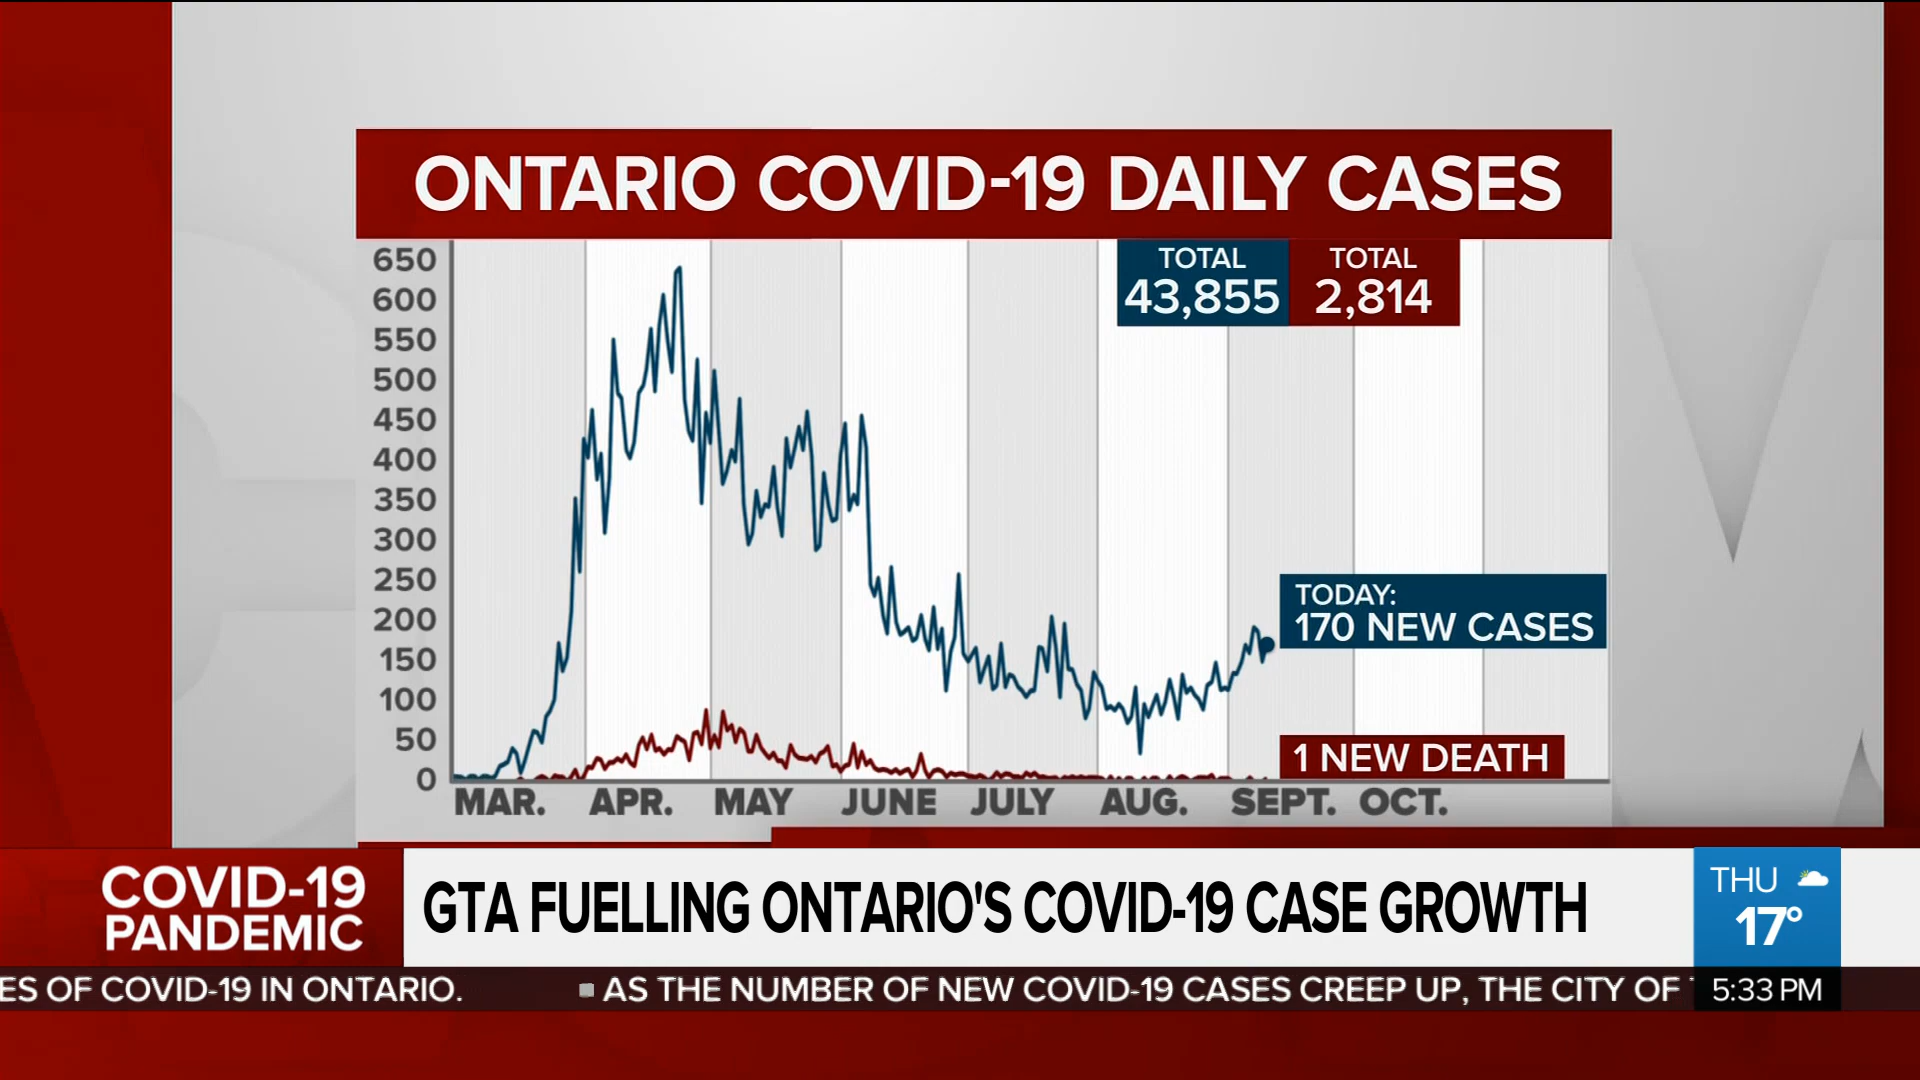 ONTARIO COVID-19 DAILY CASES
650
600
550
500
450
400
350
300
250
200
150
100
50
0
TOTAL
43,855
TOTAL
2,814
TODAY:
170 NEW CASES
1 NEW DEATH
MAR. APR. MAY JUNE JULY AUG. SEPT. OCT.
COVID-19
PANDEMIC
GTA FUELLING ONTARIO'S COVID-19 CASE GROWTH
THU
17°
ES OF COVID-19 IN ONTARIO. AS THE NUMBER OF NEW COVID-19 CASES CREEP UP, THE CITY OF
5:33 PM